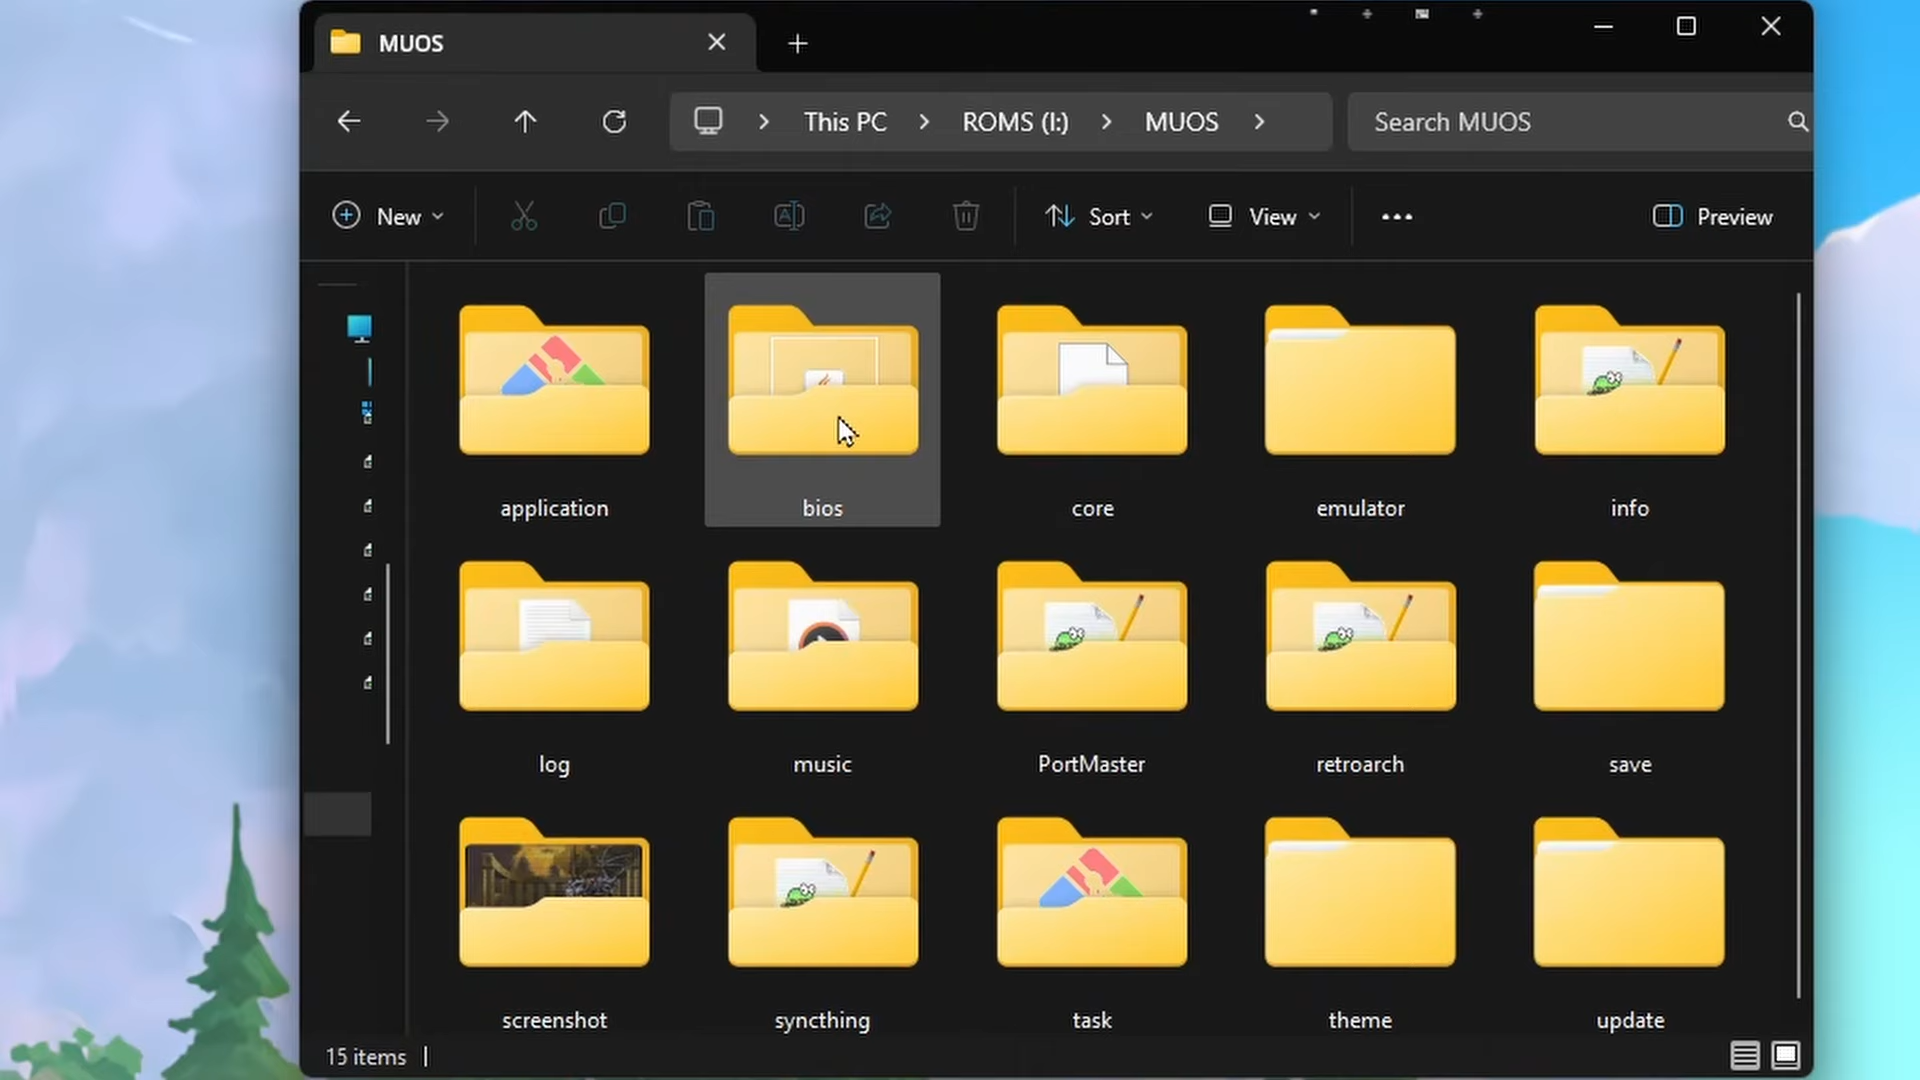 MUOS
This PC > ROMS (I:) > MUOS >
Search MUOS
New
Sort
View
Preview
application
bios
core
emulator
info
log
music
PortMaster
retroarch
save
screenshot
syncthing
task
theme
update
15 items